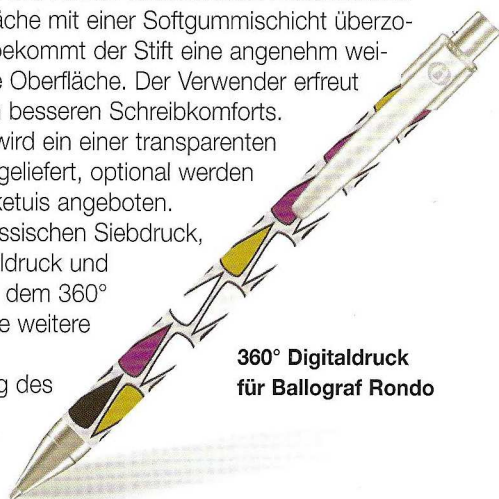 äche mit einer Softgummischicht überzo-
bekommt der Stift eine angenehm wei-
e Oberfläche. Der Verwender erfreut
besseren Schreibkomforts.
wird ein einer transparenten
geliefert, optional werden
ketuis angeboten.
ssischen Siebdruck,
ldruck und
dem 360°
e weitere
g des
360° Digitaldruck
für Ballograf Rondo